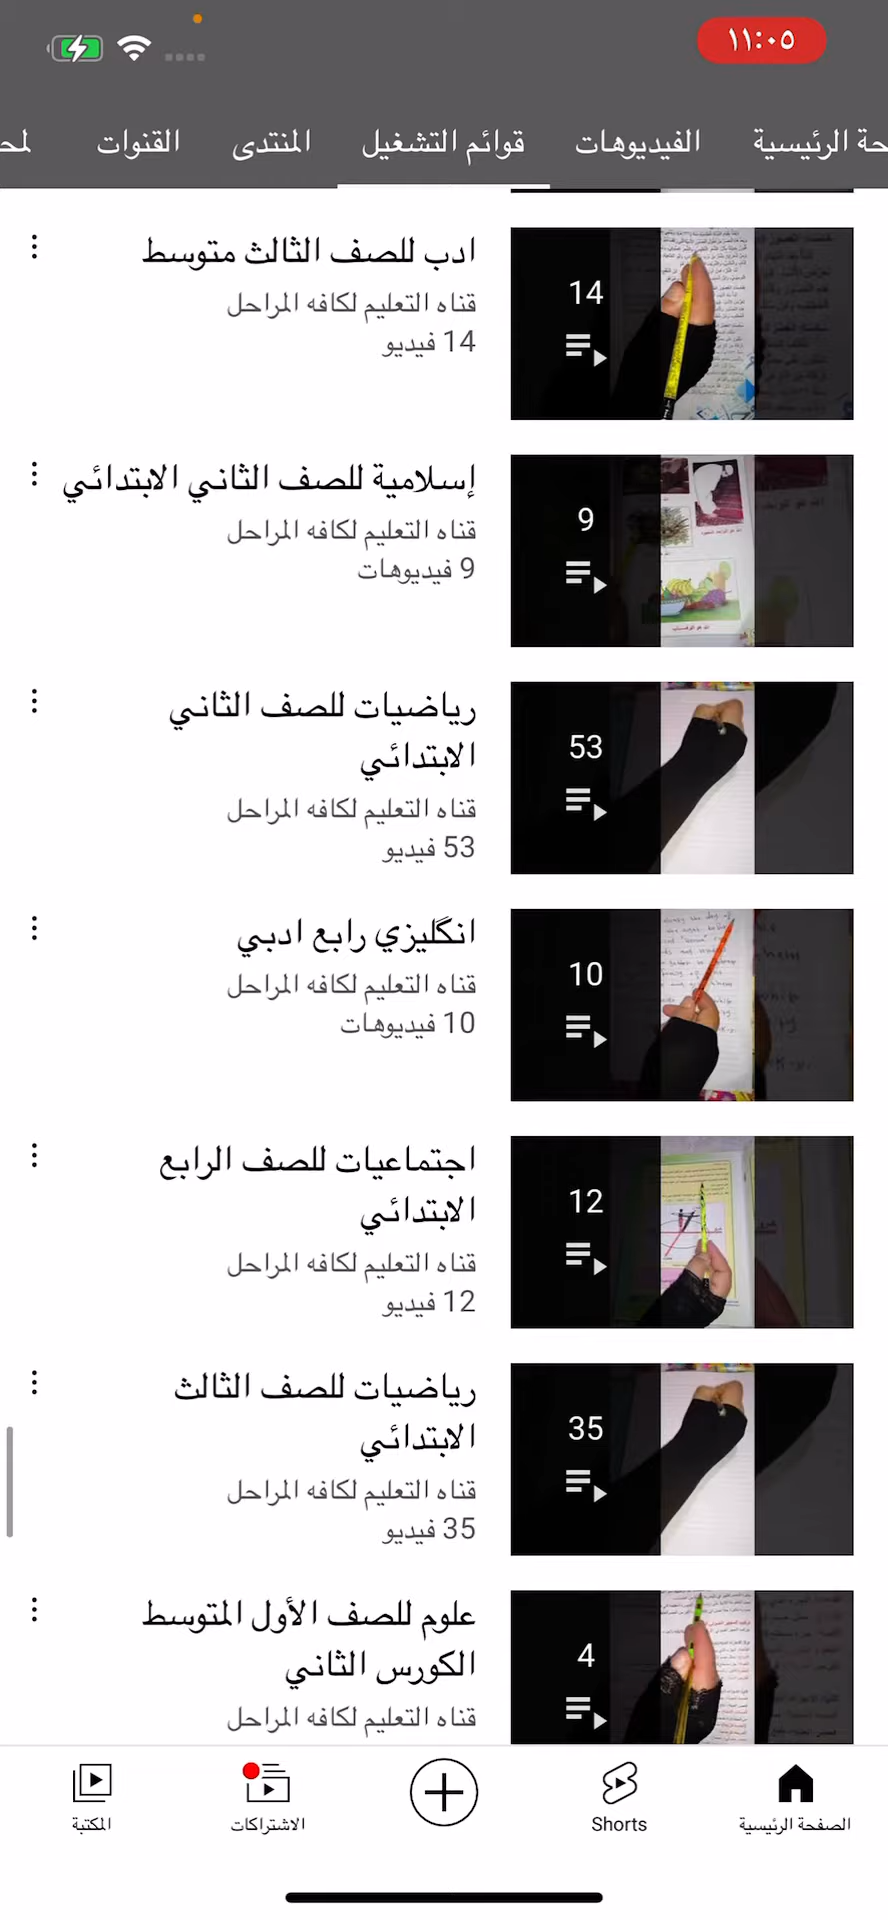 ١١:٠٥
حة الرئيسية
الفيديوهات
قوائم التشغيل
المنتدى
القنوات
لمح
ادب للصف الثالث متوسط
قناه التعليم لكافه المراحل
14 فيديو
14
إسلامية للصف الثاني الابتدائي
قناه التعليم لكافه المراحل
9 فيديوهات
9
رياضيات للصف الثاني
الابتدائي
قناه التعليم لكافه المراحل
53 فيديو
53
انگليزي رابع ادبي
قناه التعليم لكافه المراحل
10 فيديوهات
10
اجتماعيات للصف الرابع
الابتدائي
قناه التعليم لكافه المراحل
12 فيديو
12
رياضيات للصف الثالث
الابتدائي
قناه التعليم لكافه المراحل
35 فيديو
35
علوم للصف الأول المتوسط
الكورس الثاني
قناه التعليم لكافه المراحل
4
الصفحة الرئيسية
Shorts
الاشتراكات
المكتبة